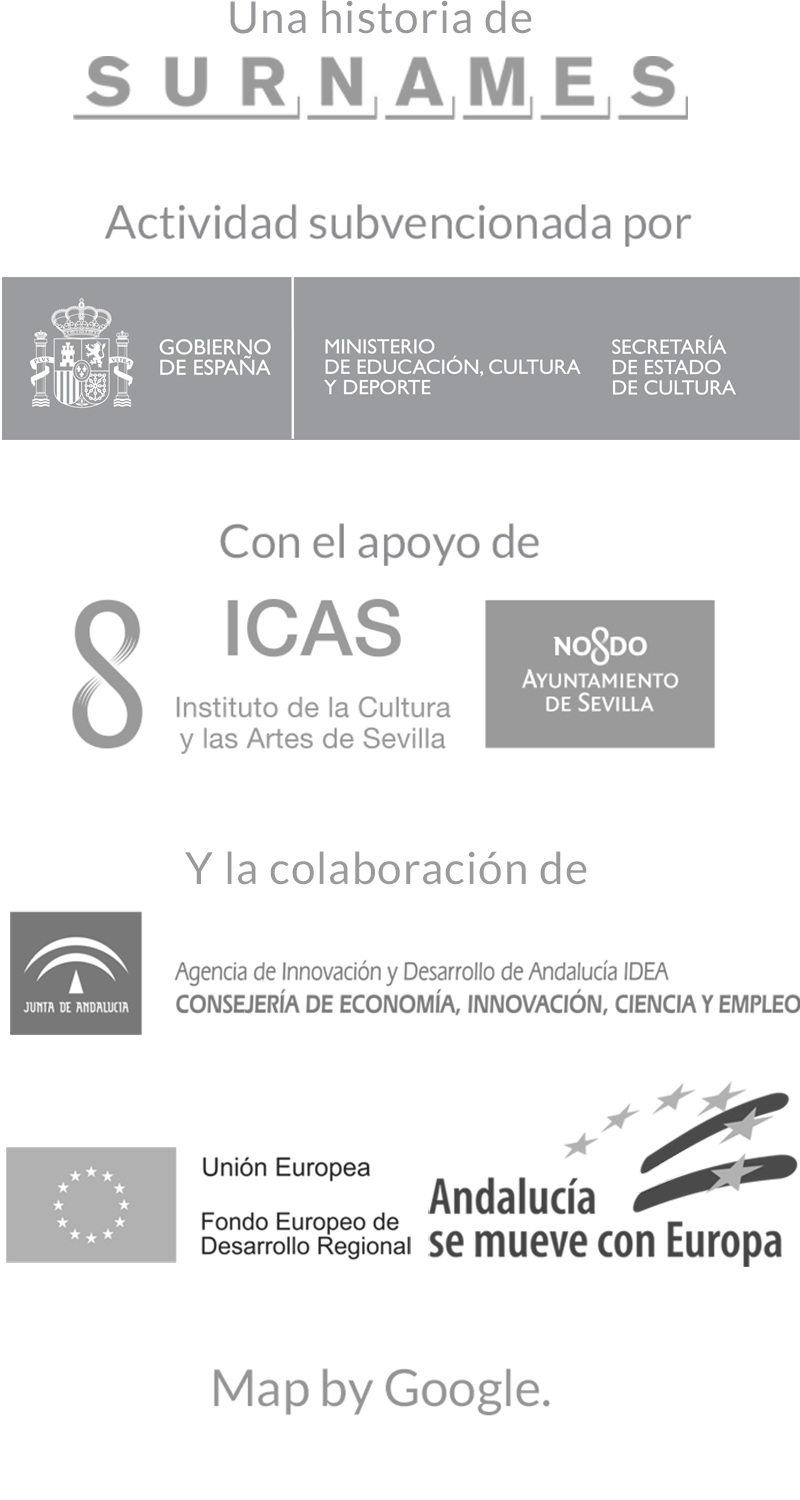 Una historia de
SURNAMES
Actividad subvencionada por
PLVS VLTRA
GOBIERNO
DE ESPAÑA
MINISTERIO
DE EDUCACIÓN, CULTURA
Y DEPORTE
SECRETARÍA
DE ESTADO
DE CULTURA
Con el apoyo de
ICAS
Instituto de la Cultura
y las Artes de Sevilla
NO8DO
AYUNTAMIENTO
DE SEVILLA
Y la colaboración de
JUNTA DE ANDALUCIA
Agencia de Innovación y Desarrollo de Andalucía IDEA
CONSEJERÍA DE ECONOMÍA, INNOVACIÓN, CIENCIA Y EMPLEO
Unión Europea
Fondo Europeo de
Desarrollo Regional
Andalucía
se mueve con Europa
Map by Google.